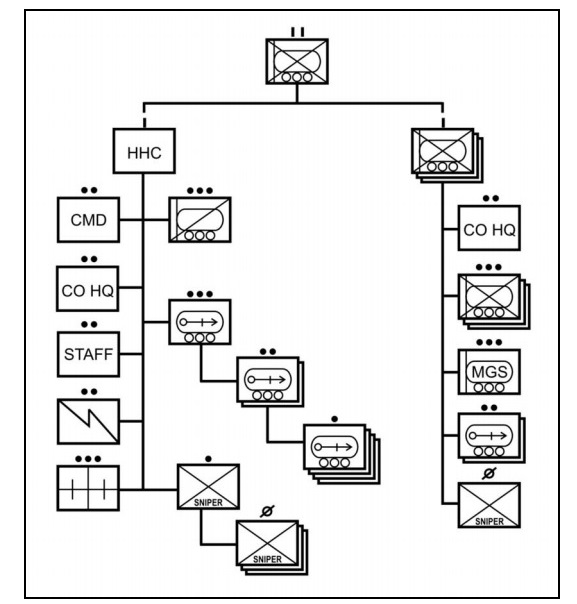 HHC
CMD
CO HQ
CO HQ
STAFF
MGS
SNIPER
SNIPER
SNIPER